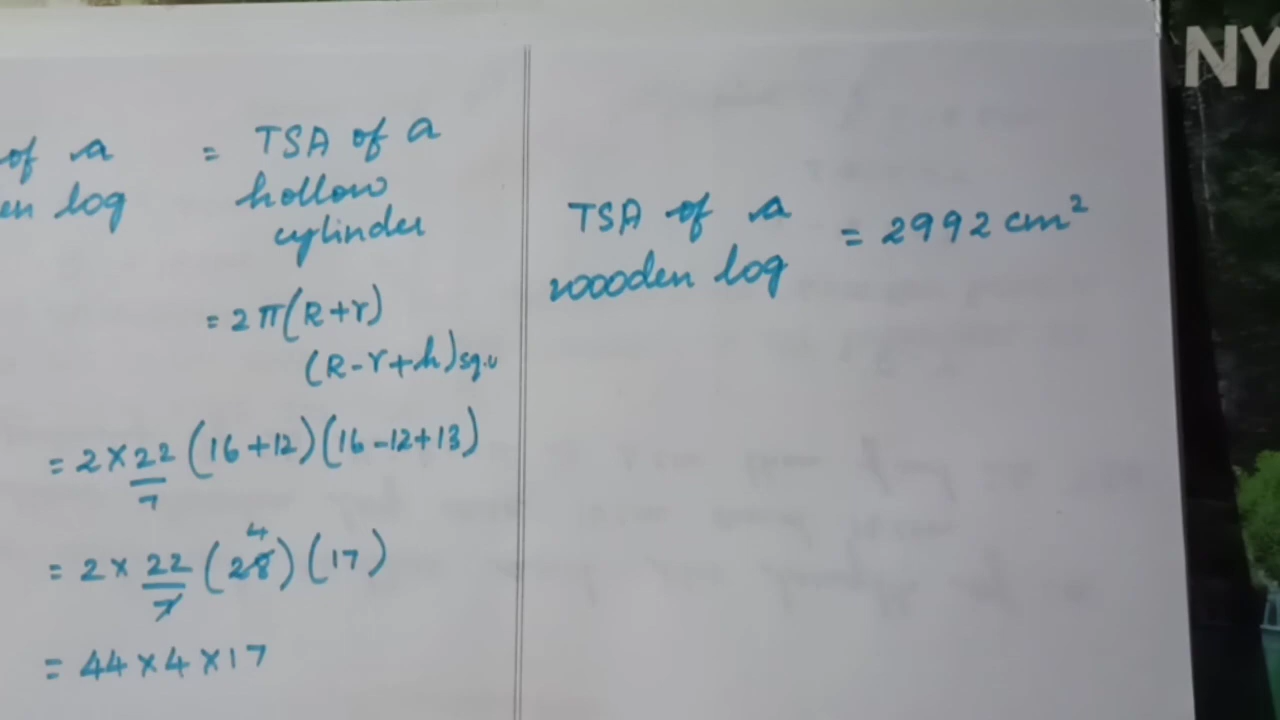 of a = TSA of a
en log hollow
cylinder
= 2π(R+r)
(R-r+h)sq.u
= 2×22/7 (16+12)(16-12+13)
= 2× 22/7 (28)(17)
4
= 44×4×17
TSA of a
wooden log = 2992 cm²
NY